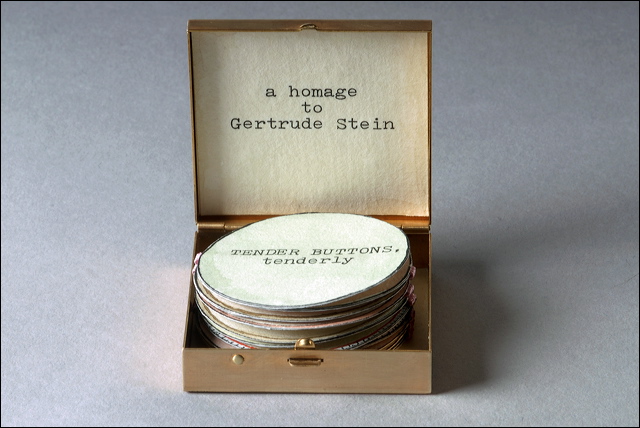 a homage
to
Gertrude Stein
TENDER BUTTONS,
tenderly